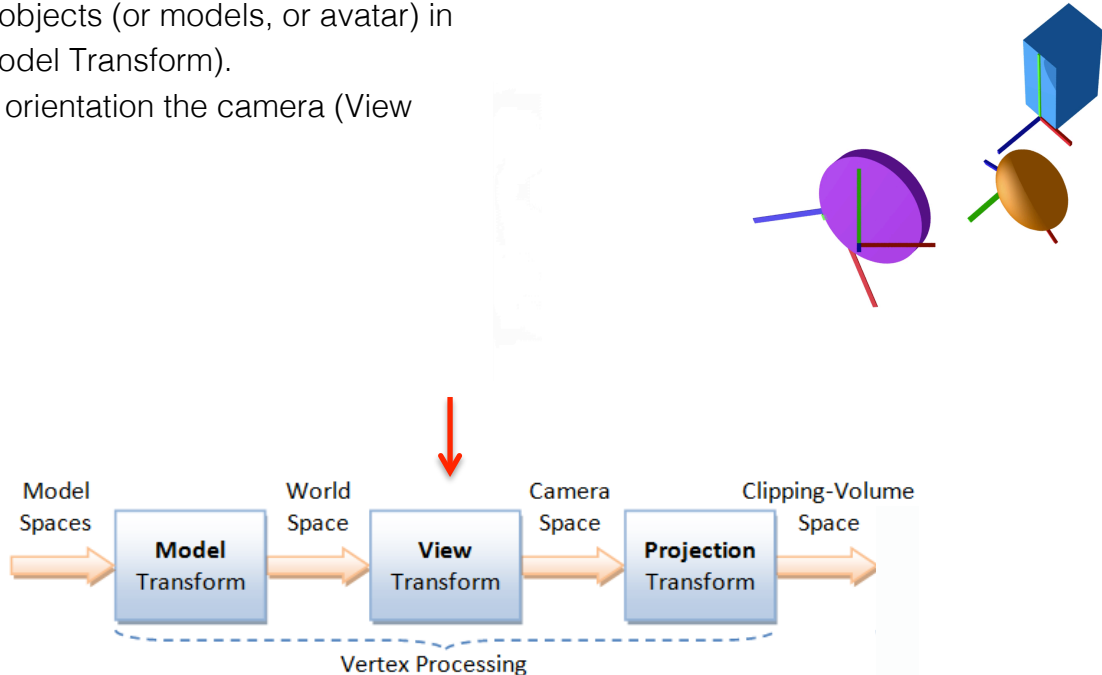 objects (or models, or avatar) in
odel Transform).
orientation the camera (View
Model
Spaces
World
Space
Camera
Space
Clipping-Volume
Space
Model
Transform
View
Transform
Projection
Transform
Vertex Processing